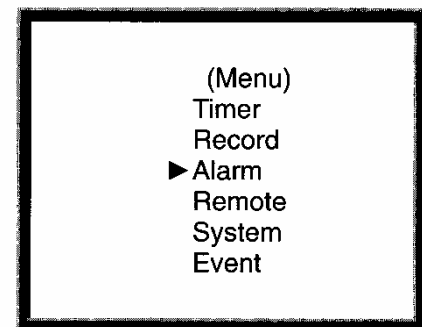 (Menu)
Timer
Record
▶Alarm
Remote
System
Event